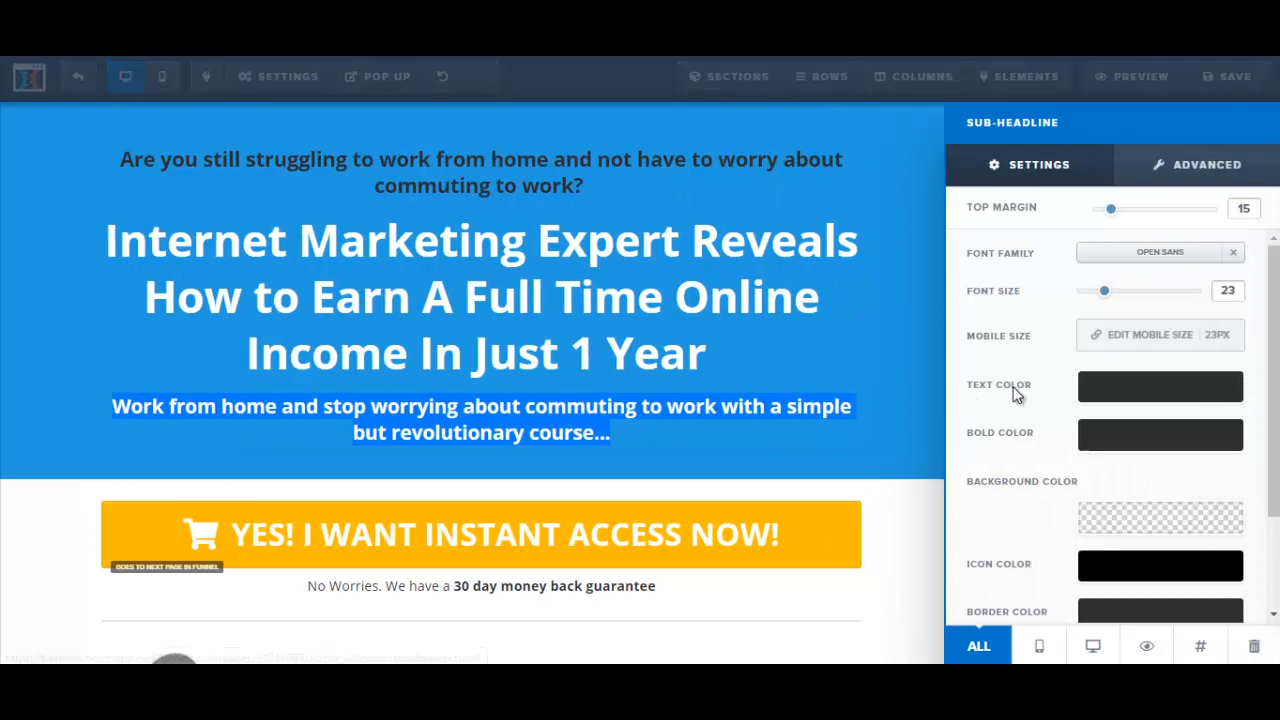 SETTINGS
POP UP
SECTIONS
ROWS
COLUMNS
ELEMENTS
PREVIEW
SAVE
Are you still struggling to work from home and not have to worry about
commuting to work?
Internet Marketing Expert Reveals
How to Earn A Full Time Online
Income In Just 1 Year
Work from home and stop worrying about commuting to work with a simple
but revolutionary course...
YES! I WANT INSTANT ACCESS NOW!
GOES TO NEXT PAGE IN FUNNEL
No Worries. We have a 30 day money back guarantee
SUB-HEADLINE
SETTINGS
ADVANCED
TOP MARGIN 15
FONT FAMILY OPEN SANS ×
FONT SIZE 23
MOBILE SIZE EDIT MOBILE SIZE 23PX
TEXT COLOR
BOLD COLOR
BACKGROUND COLOR
ICON COLOR
BORDER COLOR
ALL #